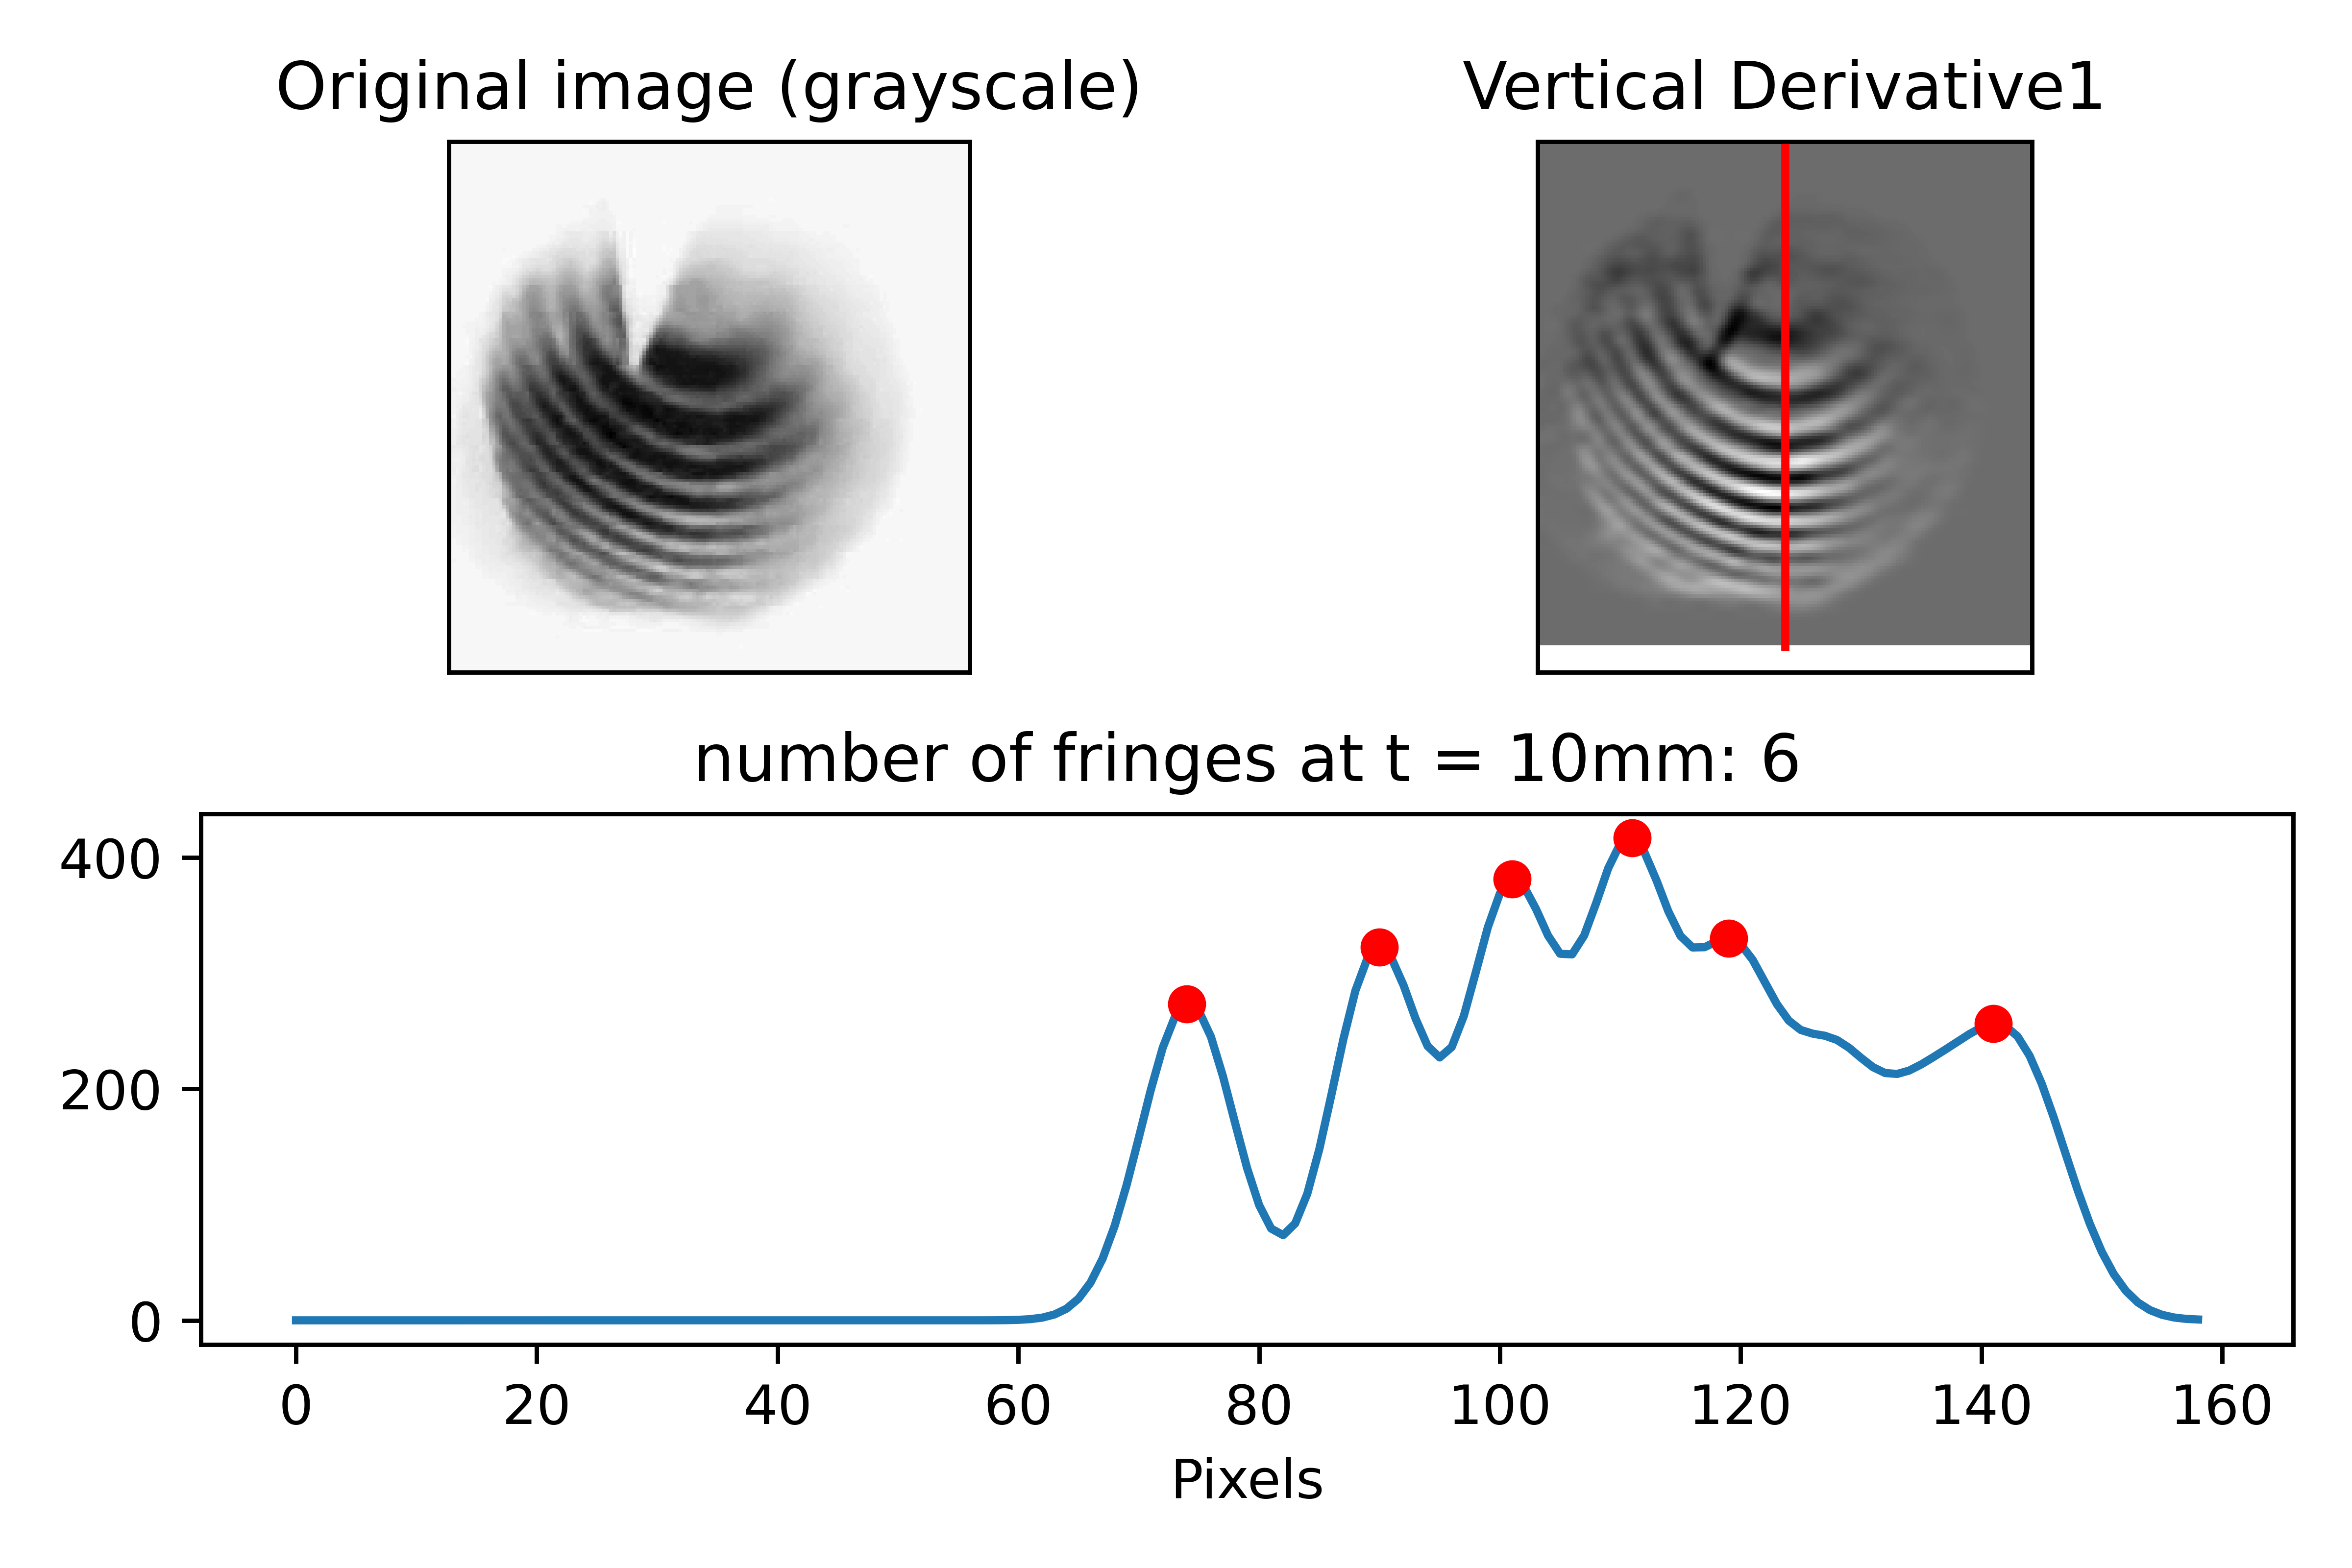 Original image (grayscale)
Vertical Derivative1
number of fringes at t = 10mm: 6
400
200
0
0 20 40 60 80 100 120 140 160
Pixels